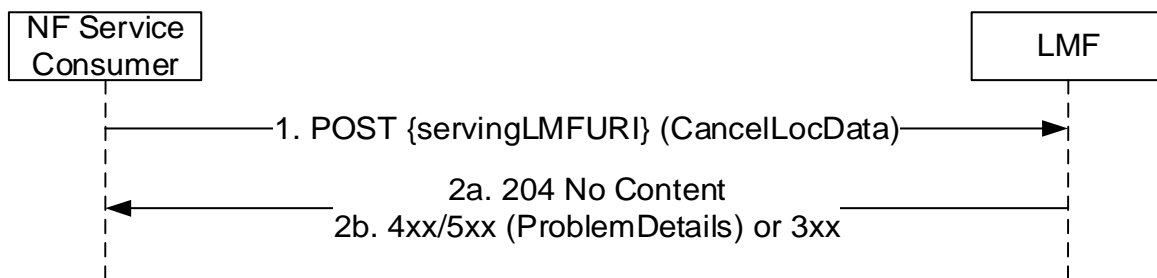 NF Service
Consumer
LMF
1. POST {servingLMFURI} (CancelLocData)
2a. 204 No Content
2b. 4xx/5xx (ProblemDetails) or 3xx